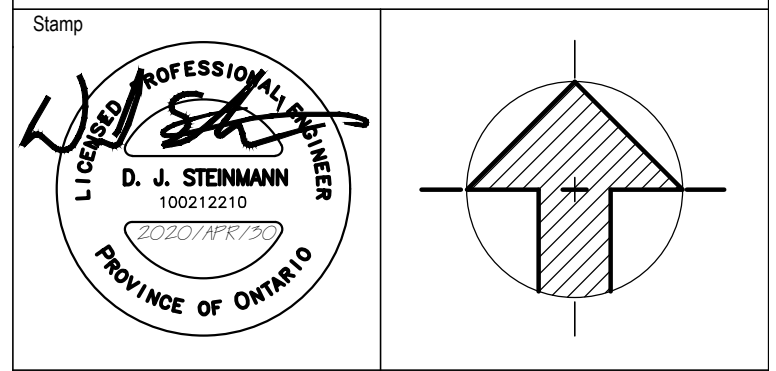 Stamp
LICENSED PROFESSIONAL ENGINEER
D. J. STEINMANN
100212210
2020/APR/30
PROVINCE OF ONTARIO